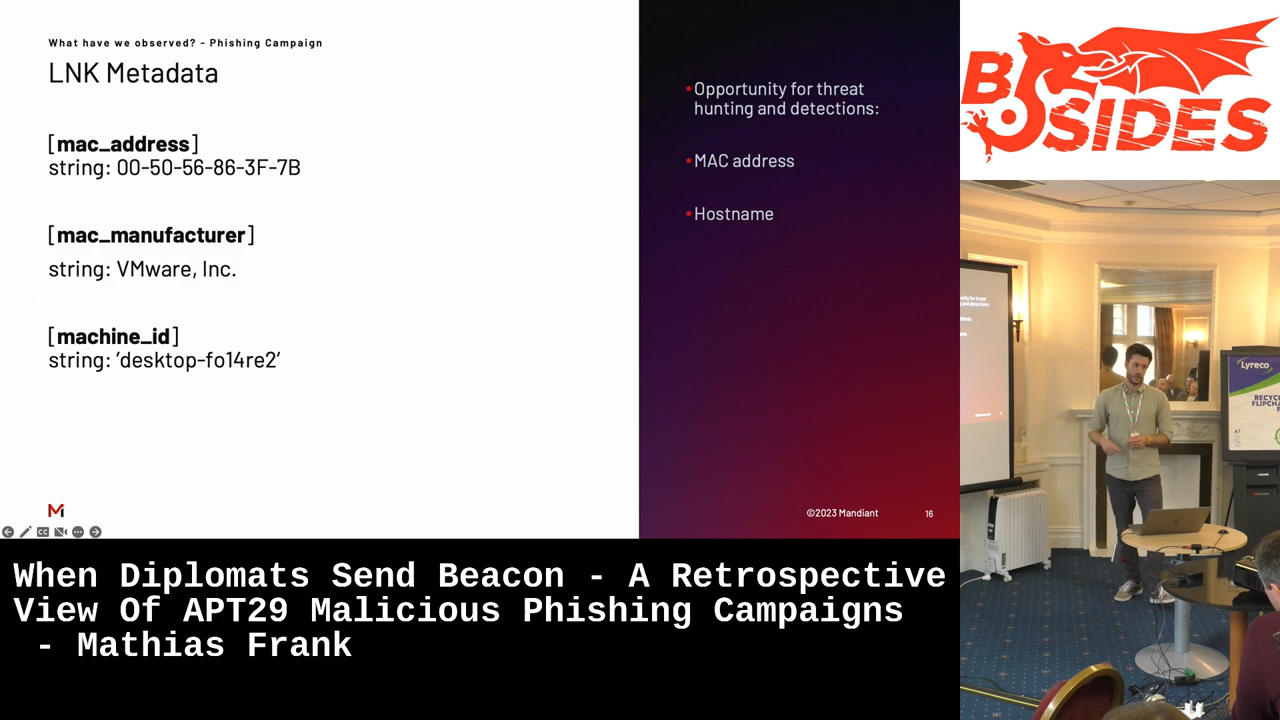 What have we observed? - Phishing Campaign
LNK Metadata
[mac_address]
string: 00-50-56-86-3F-7B
[mac_manufacturer]
string: VMware, Inc.
[machine_id]
string: 'desktop-fo14re2'
•Opportunity for threat
hunting and detections:
•MAC address
•Hostname
©2023 Mandiant
16
BSIDES
Lyreco
When Diplomats Send Beacon - A Retrospective
View Of APT29 Malicious Phishing Campaigns
- Mathias Frank